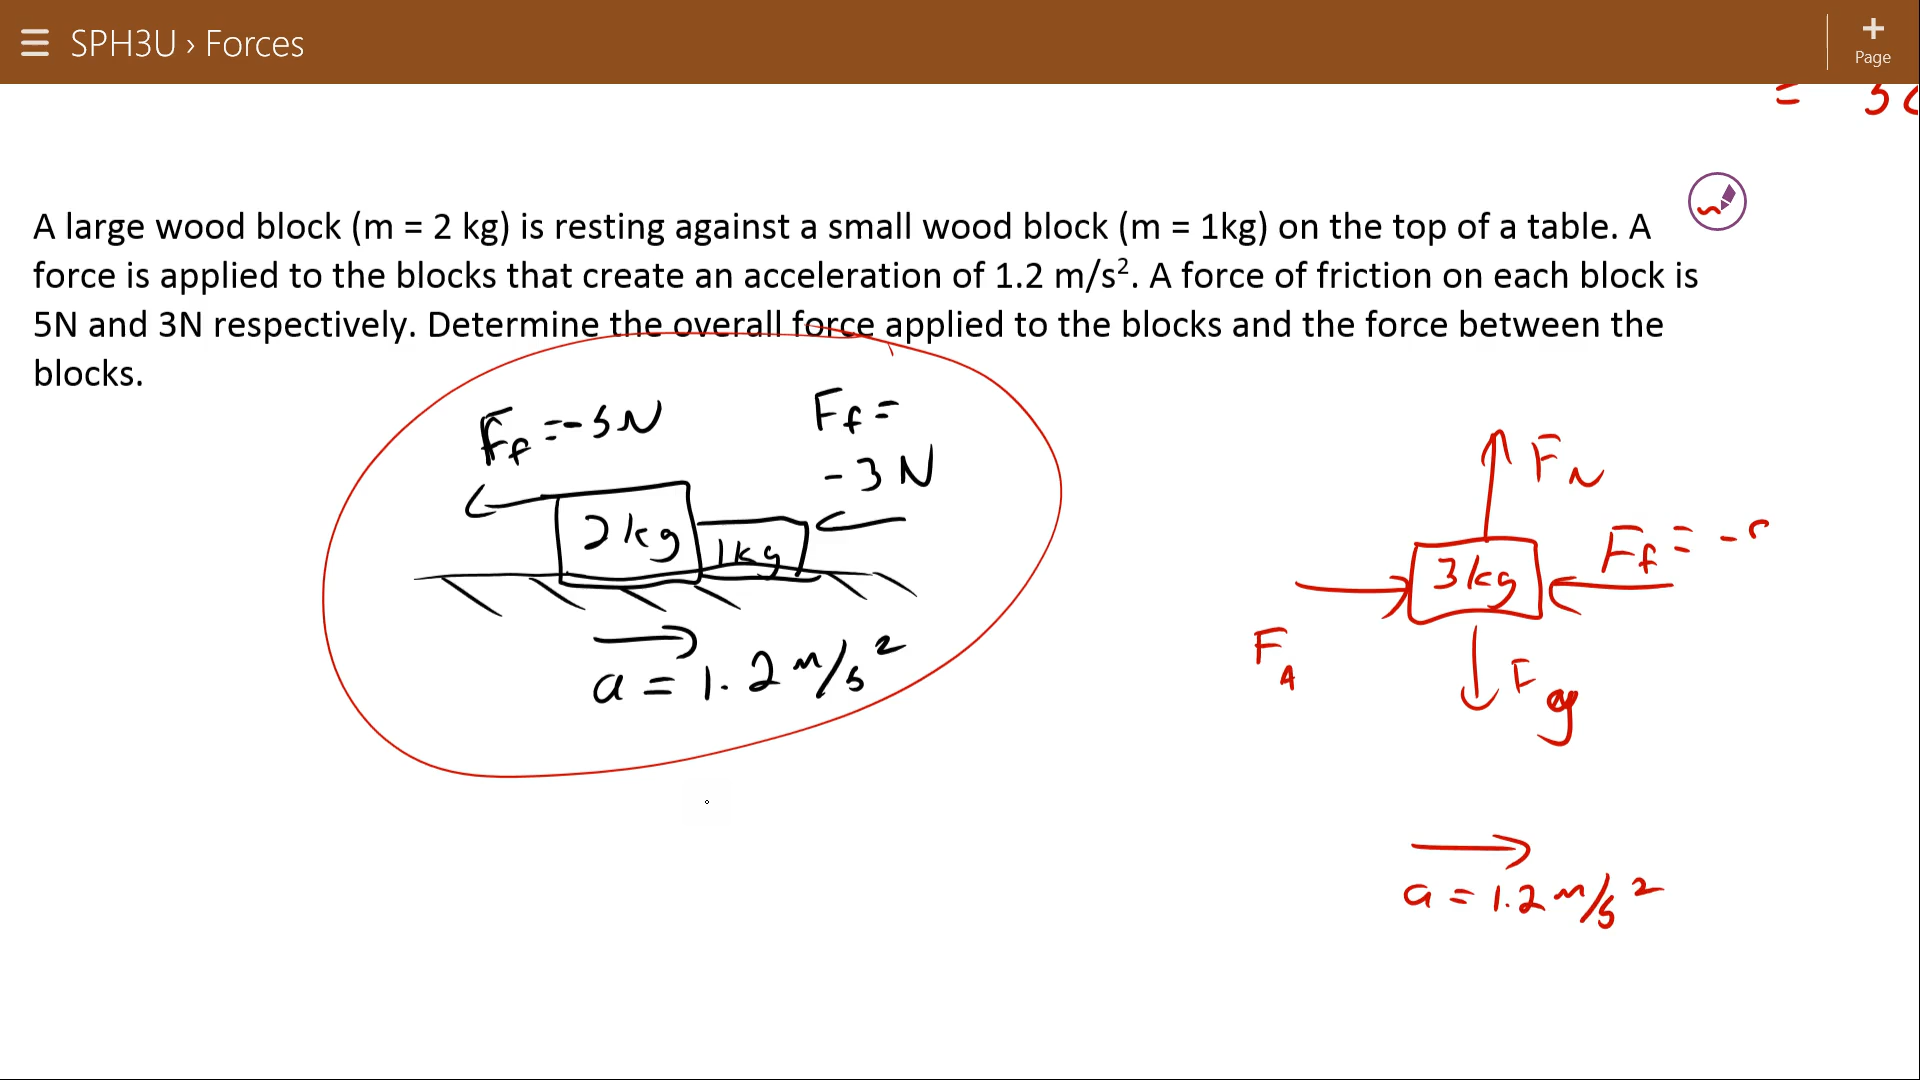 SPH3U › Forces
Page
A large wood block (m = 2 kg) is resting against a small wood block (m = 1kg) on the top of a table. A
force is applied to the blocks that create an acceleration of 1.2 m/s². A force of friction on each block is
5N and 3N respectively. Determine the overall force applied to the blocks and the force between the
blocks.
Ff = -5N
Ff =
-3 N
2kg
1kg
a = 1.2 m/s²
FN
Ff = -
3kg
FA
Fg
a = 1.2 m/s²